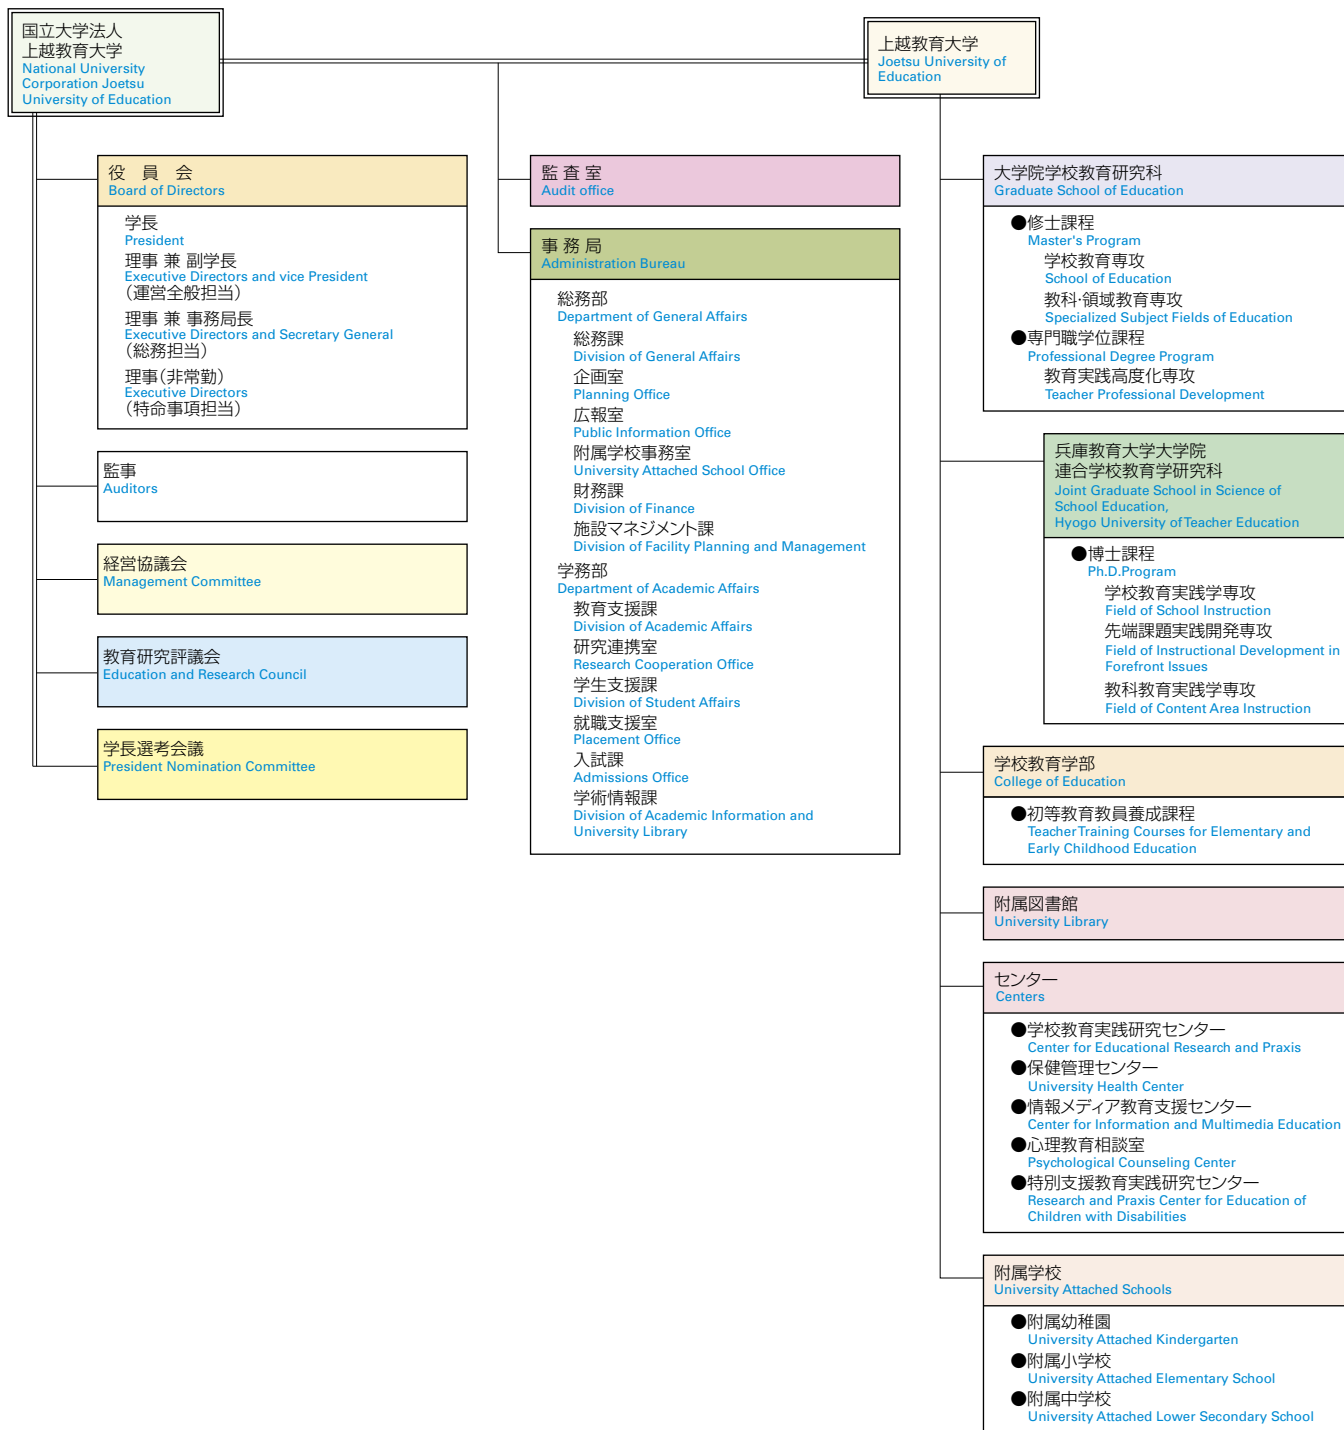 国立大学法人
上越教育大学
National University
Corporation Joetsu
University of Education
上越教育大学
Joetsu University of
Education
役 員 会
Board of Directors
学長
President
理事 兼 副学長
Executive Directors and vice President
(運営全般担当)
理事 兼 事務局長
Executive Directors and Secretary General
(総務担当)
理事(非常勤)
Executive Directors
(特命事項担当)
監事
Auditors
経営協議会
Management Committee
教育研究評議会
Education and Research Council
学長選考会議
President Nomination Committee
監 査 室
Audit office
事 務 局
Administration Bureau
総務部
Department of General Affairs
総務課
Division of General Affairs
企画室
Planning Office
広報室
Public Information Office
附属学校事務室
University Attached School Office
財務課
Division of Finance
施設マネジメント課
Division of Facility Planning and Management
学務部
Department of Academic Affairs
教育支援課
Division of Academic Affairs
研究連携室
Research Cooperation Office
学生支援課
Division of Student Affairs
就職支援室
Placement Office
入試課
Admissions Office
学術情報課
Division of Academic Information and
University Library
大学院学校教育研究科
Graduate School of Education
●修士課程
Master's Program
学校教育専攻
School of Education
教科・領域教育専攻
Specialized Subject Fields of Education
●専門職学位課程
Professional Degree Program
教育実践高度化専攻
Teacher Professional Development
兵庫教育大学大学院
連合学校教育学研究科
Joint Graduate School in Science of
School Education,
Hyogo University of Teacher Education
●博士課程
Ph.D.Program
学校教育実践学専攻
Field of School Instruction
先端課題実践開発専攻
Field of Instructional Development in
Forefront Issues
教科教育実践学専攻
Field of Content Area Instruction
学校教育学部
College of Education
●初等教育教員養成課程
Teacher Training Courses for Elementary and
Early Childhood Education
附属図書館
University Library
センター
Centers
●学校教育実践研究センター
Center for Educational Research and Praxis
●保健管理センター
University Health Center
●情報メディア教育支援センター
Center for Information and Multimedia Education
●心理教育相談室
Psychological Counseling Center
●特別支援教育実践研究センター
Research and Praxis Center for Education of
Children with Disabilities
附属学校
University Attached Schools
●附属幼稚園
University Attached Kindergarten
●附属小学校
University Attached Elementary School
●附属中学校
University Attached Lower Secondary School